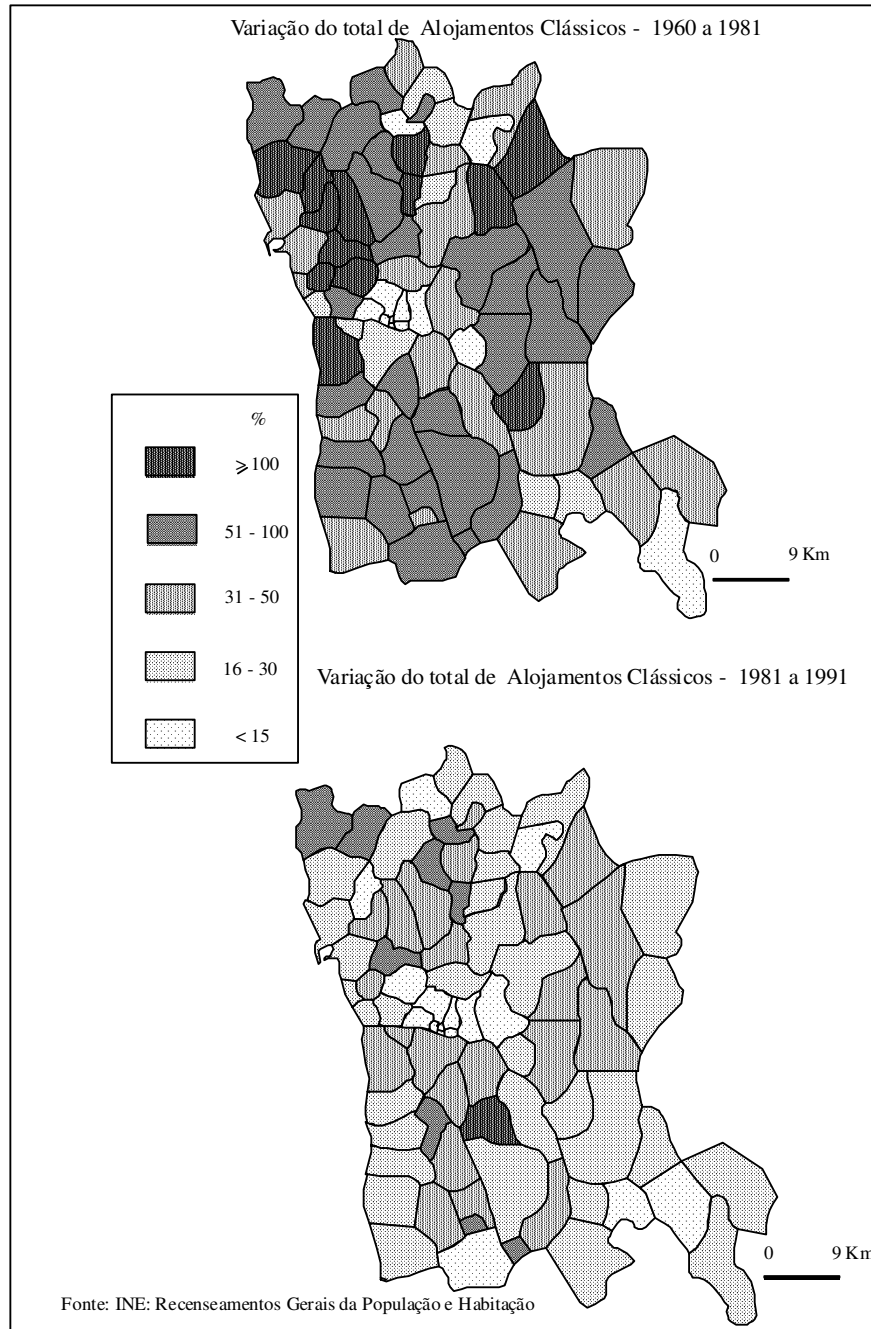 Variação do total de Alojamentos Clássicos - 1960 a 1981
%
⩾ 100
51 - 100
31 - 50
16 - 30
< 15
0 9 Km
Variação do total de Alojamentos Clássicos - 1981 a 1991
0 9 Km
Fonte: INE: Recenseamentos Gerais da População e Habitação